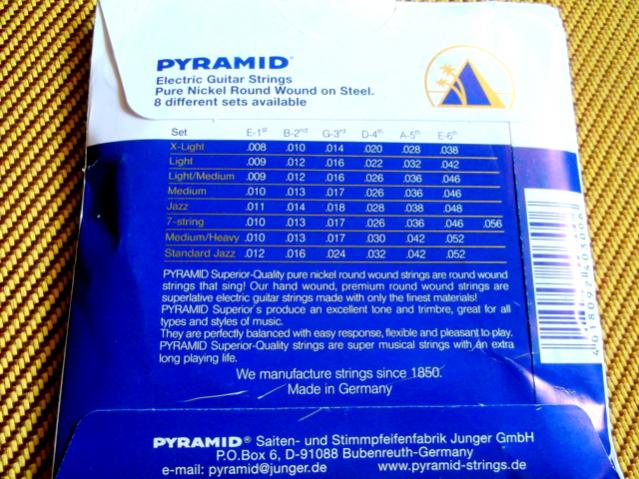 PYRAMID®
Electric Guitar Strings
Pure Nickel Round Wound on Steel.
8 different sets available
Set E-1st B-2nd G-3rd D-4th A-5th E-6th
X-Light .008 .010 .014 .020 .028 .038
Light .009 .012 .016 .022 .032 .042
Light/Medium .009 .012 .016 .026 .036 .046
Medium .010 .013 .017 .026 .036 .046
Jazz .011 .014 .018 .028 .038 .048
7-string .010 .013 .017 .026 .036 .046 .056
Medium/Heavy .010 .013 .017 .030 .042 .052
Standard Jazz .012 .016 .024 .032 .042 .052
PYRAMID Superior-Quality pure nickel round wound strings are round wound
strings that sing! Our hand wound, premium round wound strings are
superlative electric guitar strings made with only the finest materials!
PYRAMID Superior's produce an excellent tone and trimbre, great for all
types and styles of music.
They are perfectly balanced with easy response, flexible and pleasant to play.
PYRAMID Superior-Quality strings are super musical strings with an extra
long playing life.
We manufacture strings since 1850.
Made in Germany
PYRAMID® Saiten- und Stimmpfeifenfabrik Junger GmbH
P.O.Box 6, D-91088 Bubenreuth-Germany
e-mail: pyramid@junger.de www.pyramid-strings.de